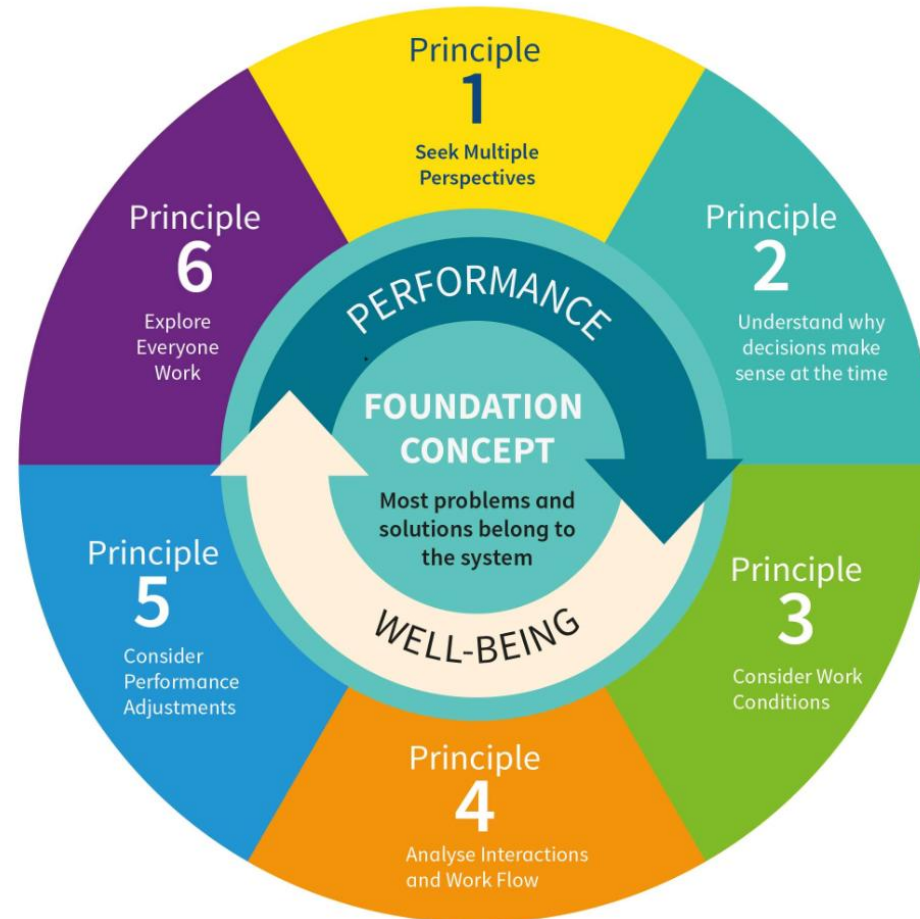 Principle
1
Seek Multiple
Perspectives
Principle
2
Understand why
decisions make
sense at the time
Principle
3
Consider Work
Conditions
Principle
4
Analyse Interactions
and Work Flow
Principle
5
Consider
Performance
Adjustments
Principle
6
Explore
Everyone
Work
PERFORMANCE
FOUNDATION
CONCEPT
Most problems and
solutions belong to
the system
WELL-BEING